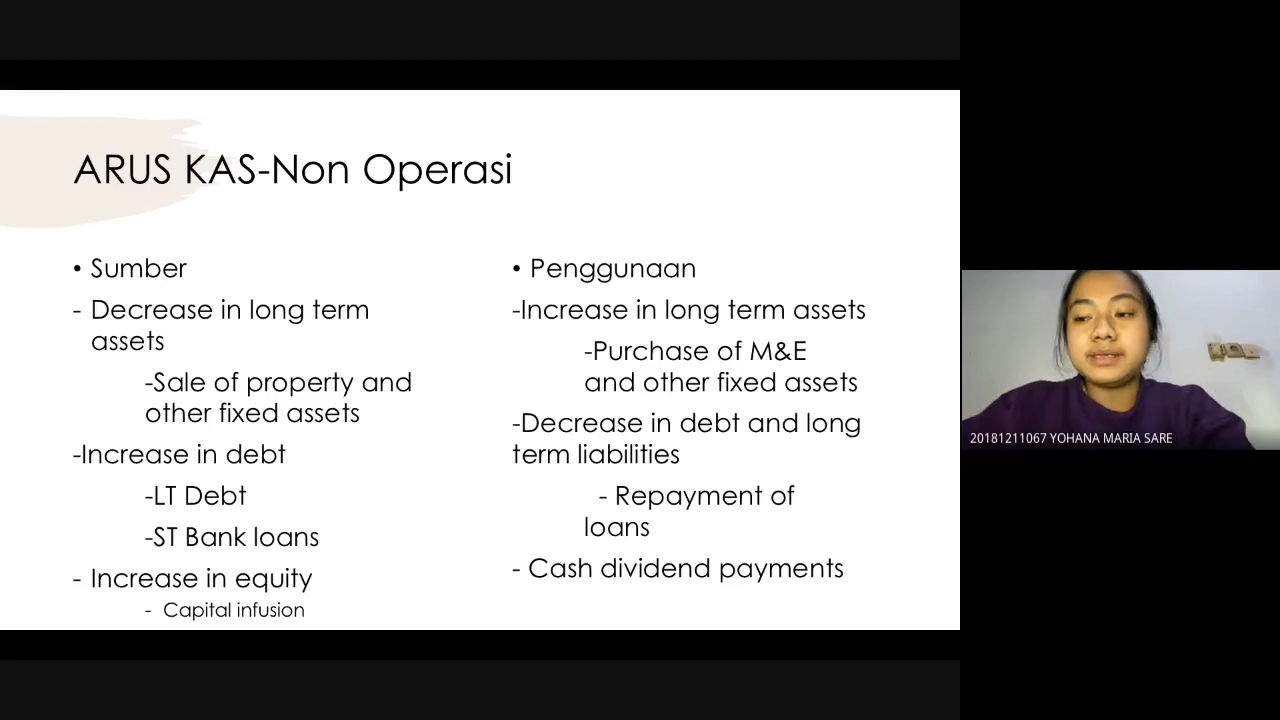 ARUS KAS-Non Operasi
• Sumber
- Decrease in long term
assets
-Sale of property and
other fixed assets
-Increase in debt
-LT Debt
-ST Bank loans
- Increase in equity
- Capital infusion
• Penggunaan
-Increase in long term assets
-Purchase of M&E
and other fixed assets
-Decrease in debt and long
term liabilities
- Repayment of
loans
- Cash dividend payments
20181211067 YOHANA MARIA SARE